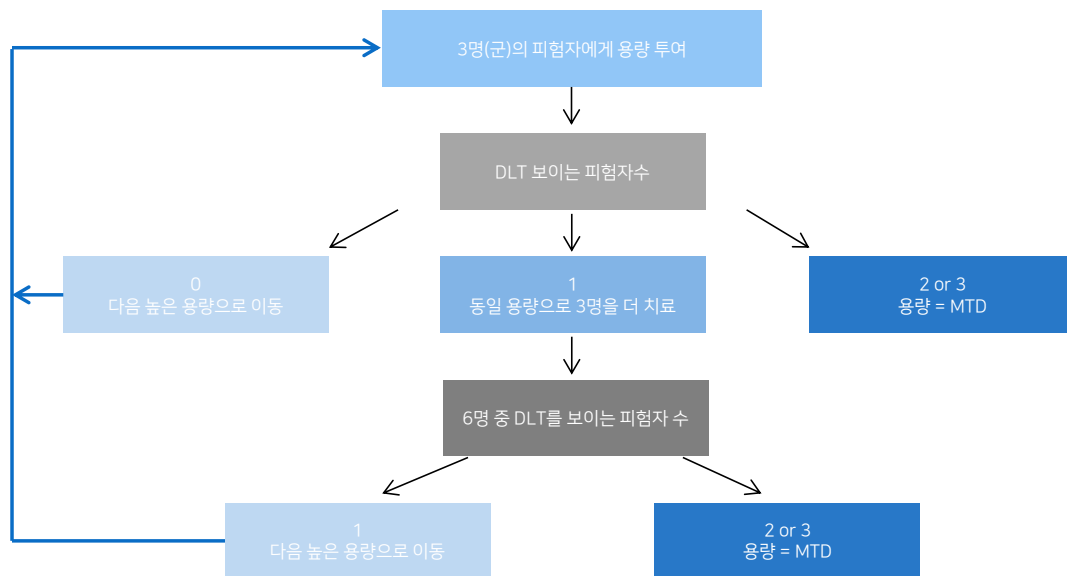 3명(군)의 피험자에게 용량 투여
DLT 보이는 피험자수
0
다음 높은 용량으로 이동
1
동일 용량으로 3명을 더 치료
2 or 3
용량 = MTD
6명 중 DLT를 보이는 피험자 수
1
다음 높은 용량으로 이동
2 or 3
용량 = MTD